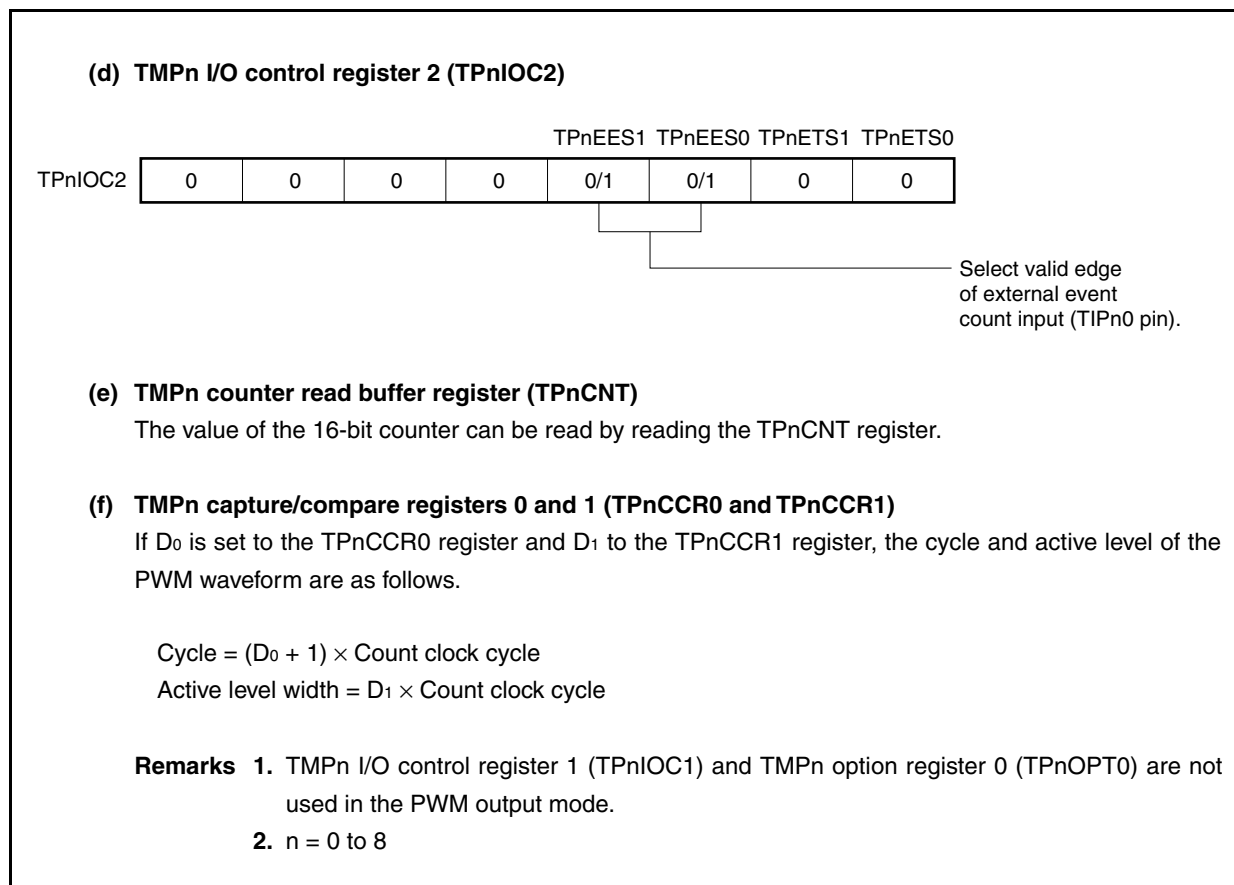 (d) TMPn I/O control register 2 (TPnIOC2)
TPnEES1 TPnEES0 TPnETS1 TPnETS0
TPnIOC2 0 0 0 0 0/1 0/1 0 0
Select valid edge
of external event
count input (TIPn0 pin).
(e) TMPn counter read buffer register (TPnCNT)
The value of the 16-bit counter can be read by reading the TPnCNT register.
(f) TMPn capture/compare registers 0 and 1 (TPnCCR0 and TPnCCR1)
If D0 is set to the TPnCCR0 register and D1 to the TPnCCR1 register, the cycle and active level of the
PWM waveform are as follows.
Cycle = (D0 + 1) × Count clock cycle
Active level width = D1 × Count clock cycle
Remarks 1. TMPn I/O control register 1 (TPnIOC1) and TMPn option register 0 (TPnOPT0) are not
used in the PWM output mode.
2. n = 0 to 8